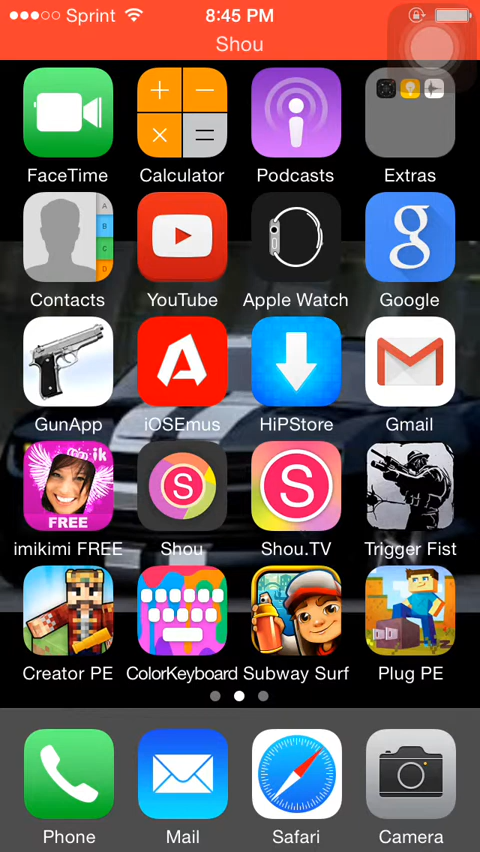 Sprint 8:45 PM
Shou
FaceTime Calculator Podcasts Extras
A
B
C
D
Contacts YouTube Apple Watch Google
g
GunApp iOSEmus HiPStore Gmail
ik
FREE
S
S
imikimi FREE Shou Shou.TV Trigger Fist
Creator PE ColorKeyboard Subway Surf Plug PE
Phone Mail Safari Camera